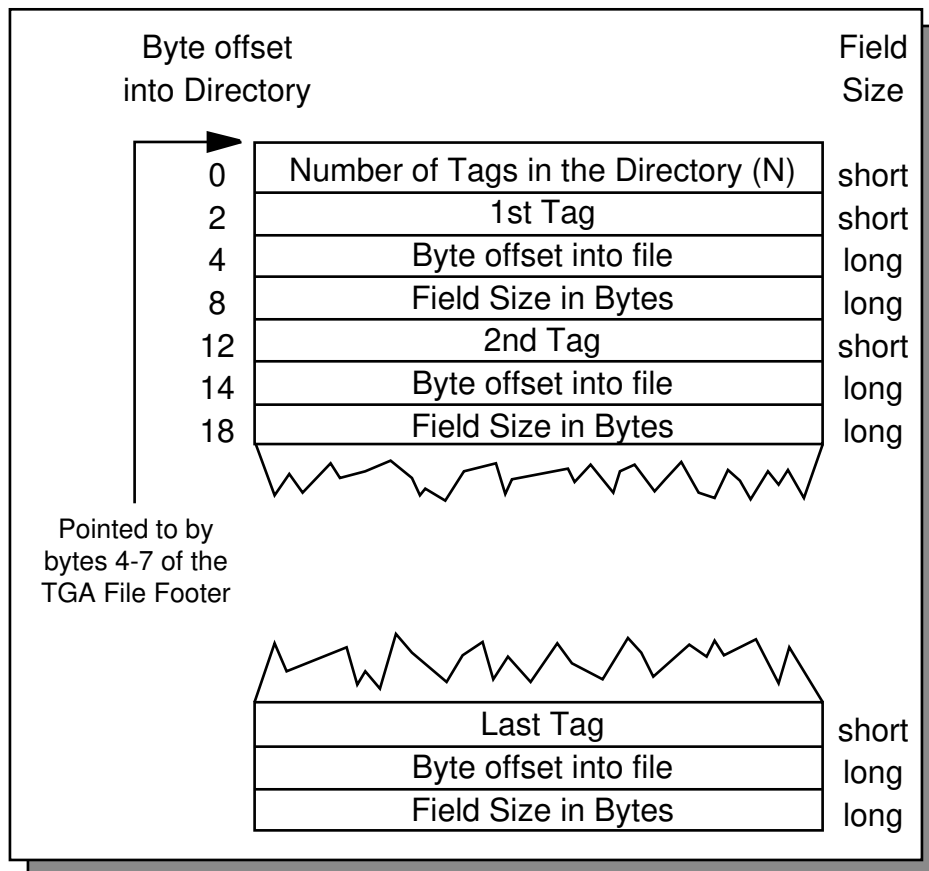 Byte offset Field
into Directory Size
0 Number of Tags in the Directory (N) short
2 1st Tag short
4 Byte offset into file long
8 Field Size in Bytes long
12 2nd Tag short
14 Byte offset into file long
18 Field Size in Bytes long
Pointed to by
bytes 4-7 of the
TGA File Footer
Last Tag short
Byte offset into file long
Field Size in Bytes long